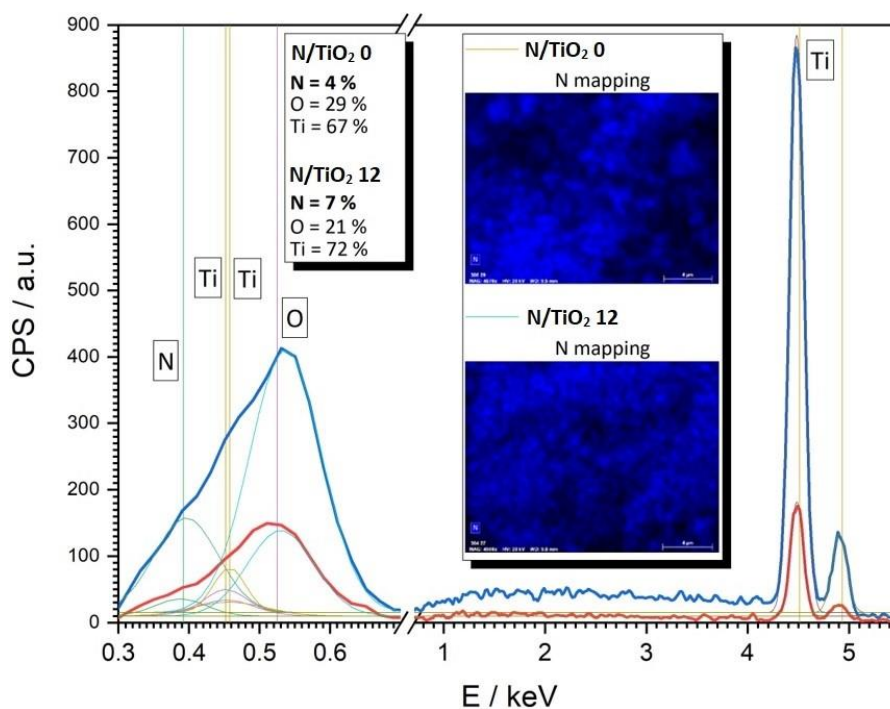 900
800
700
600
500
400
300
200
100
0
CPS / a.u.
0.3
0.4
0.5
0.6
1
2
3
4
5
E / keV
N
Ti
Ti
O
Ti
N/TiO₂ 0
N = 4 %
O = 29 %
Ti = 67 %
N/TiO₂ 12
N = 7 %
O = 21 %
Ti = 72 %
N/TiO₂ 0
N mapping
N
N/TiO₂ 12
N mapping
N